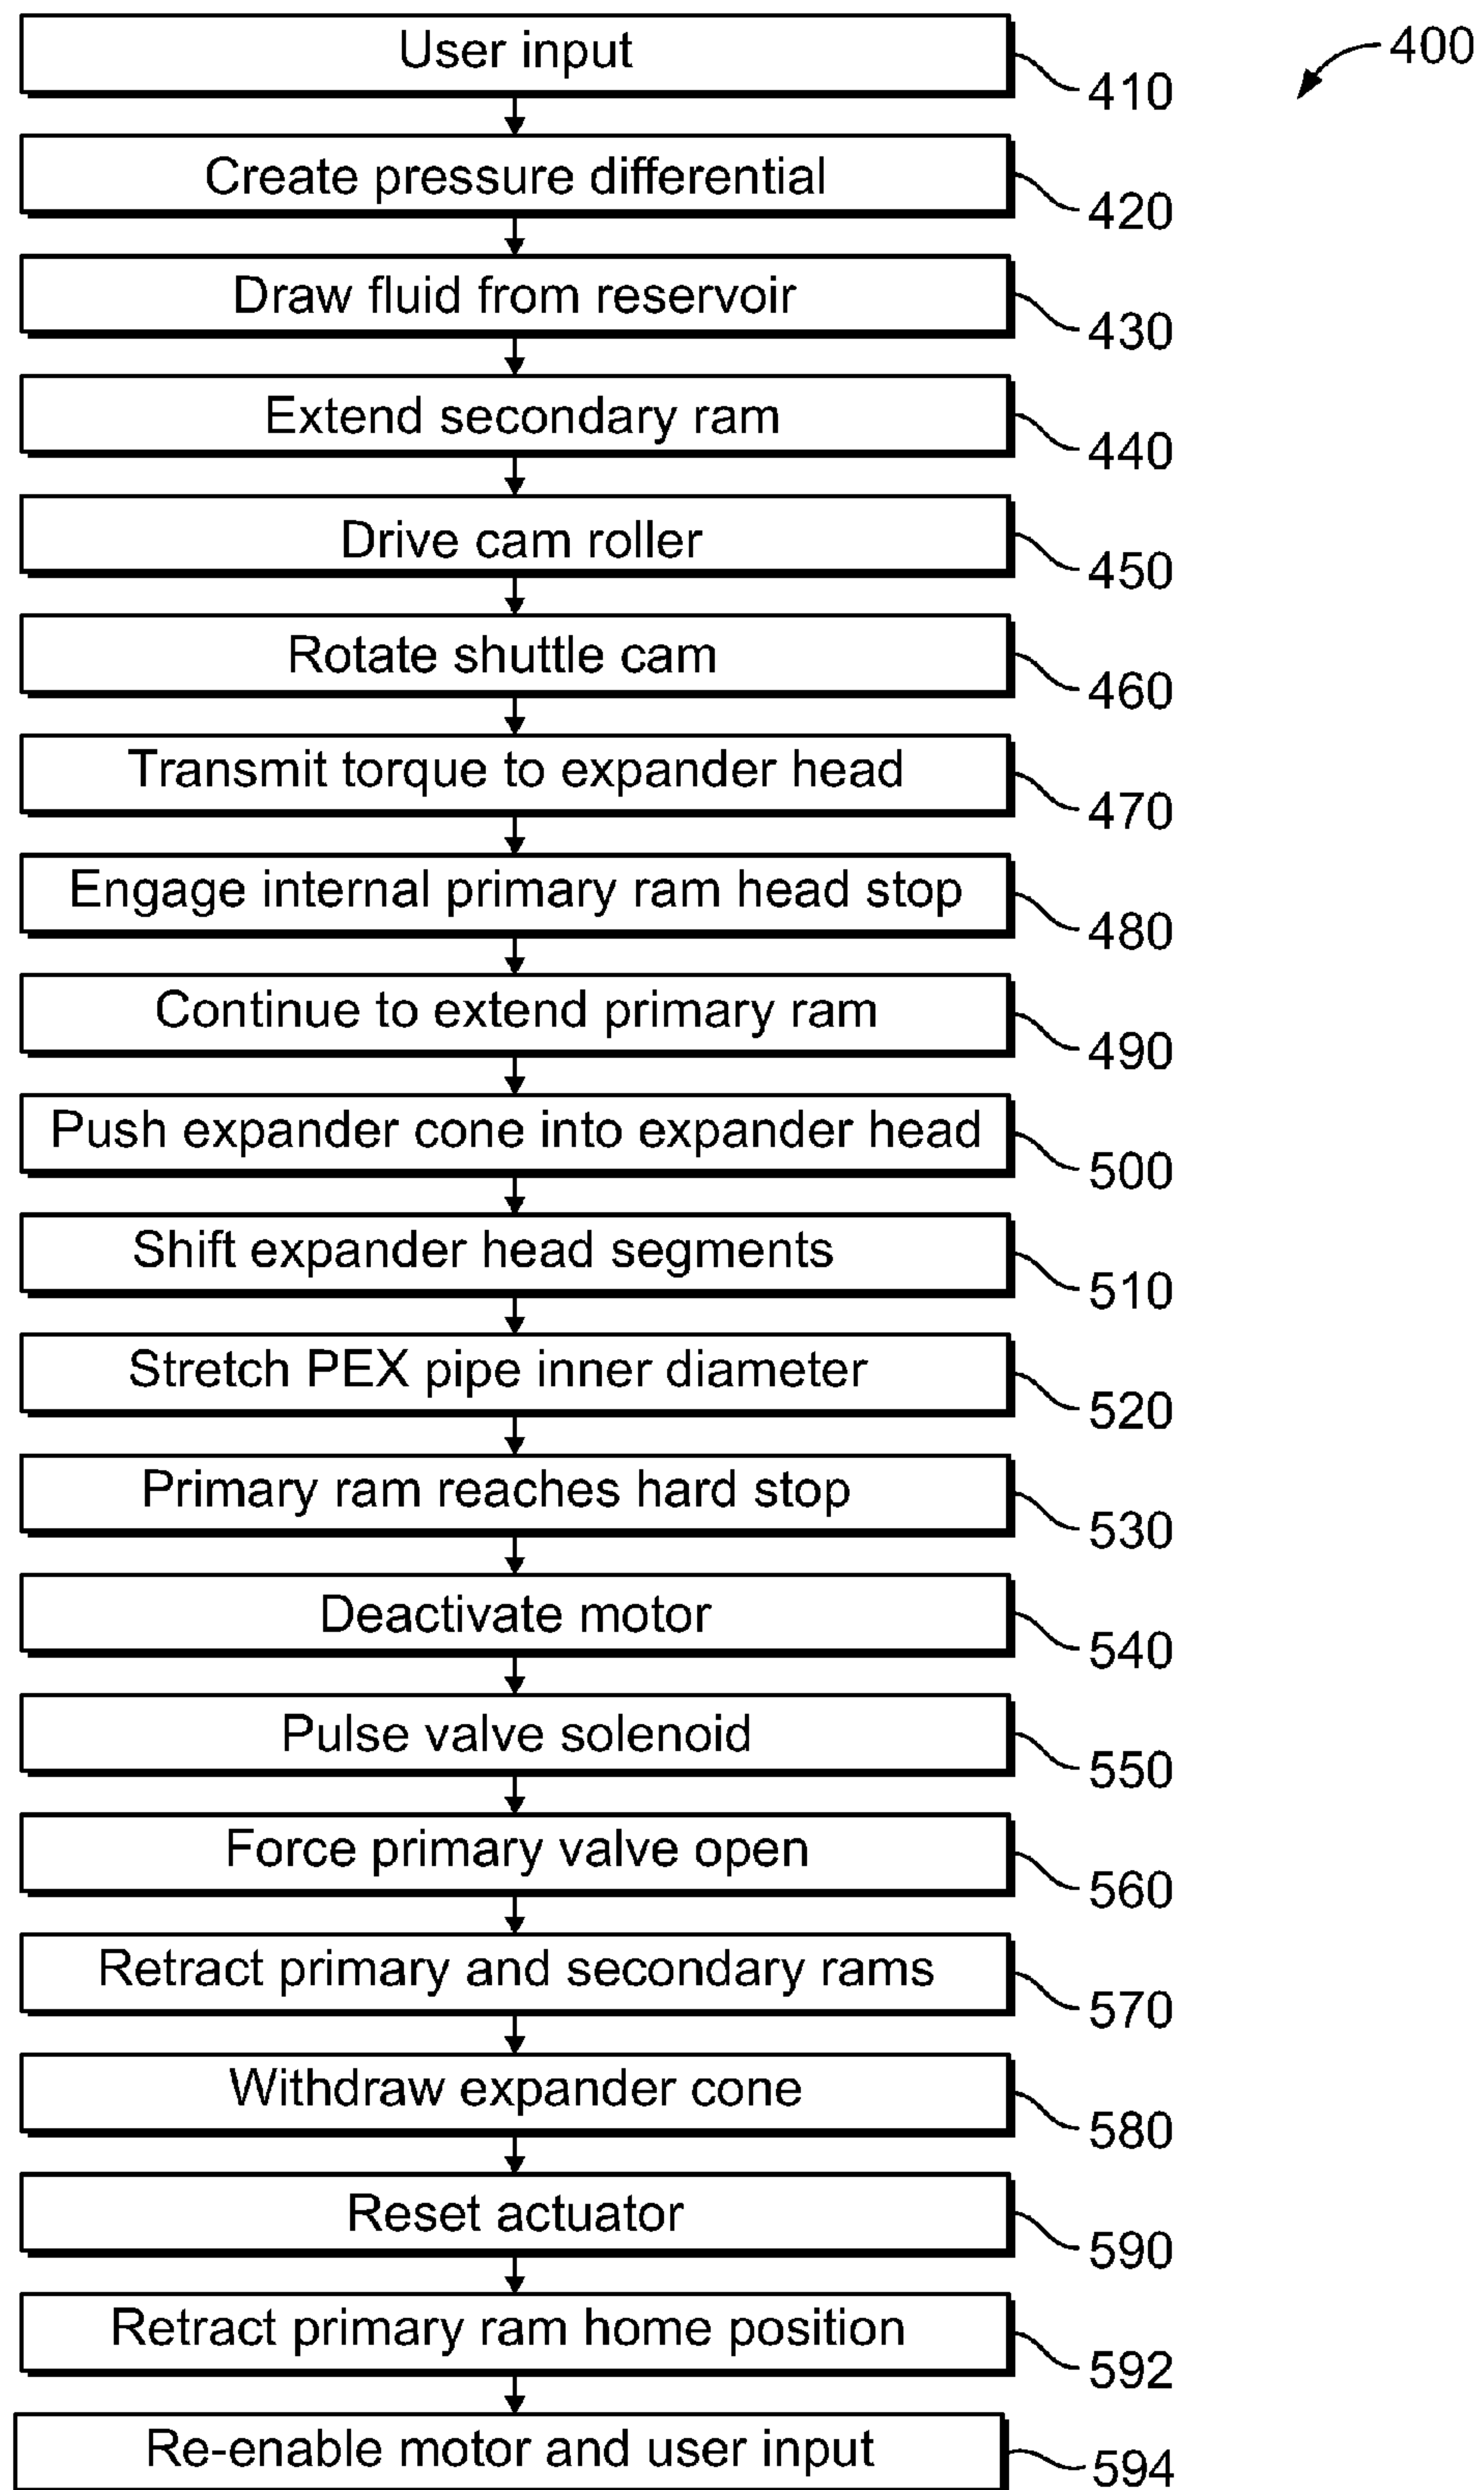 400
User input
410
Create pressure differential
420
Draw fluid from reservoir
430
Extend secondary ram
440
Drive cam roller
450
Rotate shuttle cam
460
Transmit torque to expander head
470
Engage internal primary ram head stop
480
Continue to extend primary ram
490
Push expander cone into expander head
500
Shift expander head segments
510
Stretch PEX pipe inner diameter
520
Primary ram reaches hard stop
530
Deactivate motor
540
Pulse valve solenoid
550
Force primary valve open
560
Retract primary and secondary rams
570
Withdraw expander cone
580
Reset actuator
590
Retract primary ram home position
592
Re-enable motor and user input
594